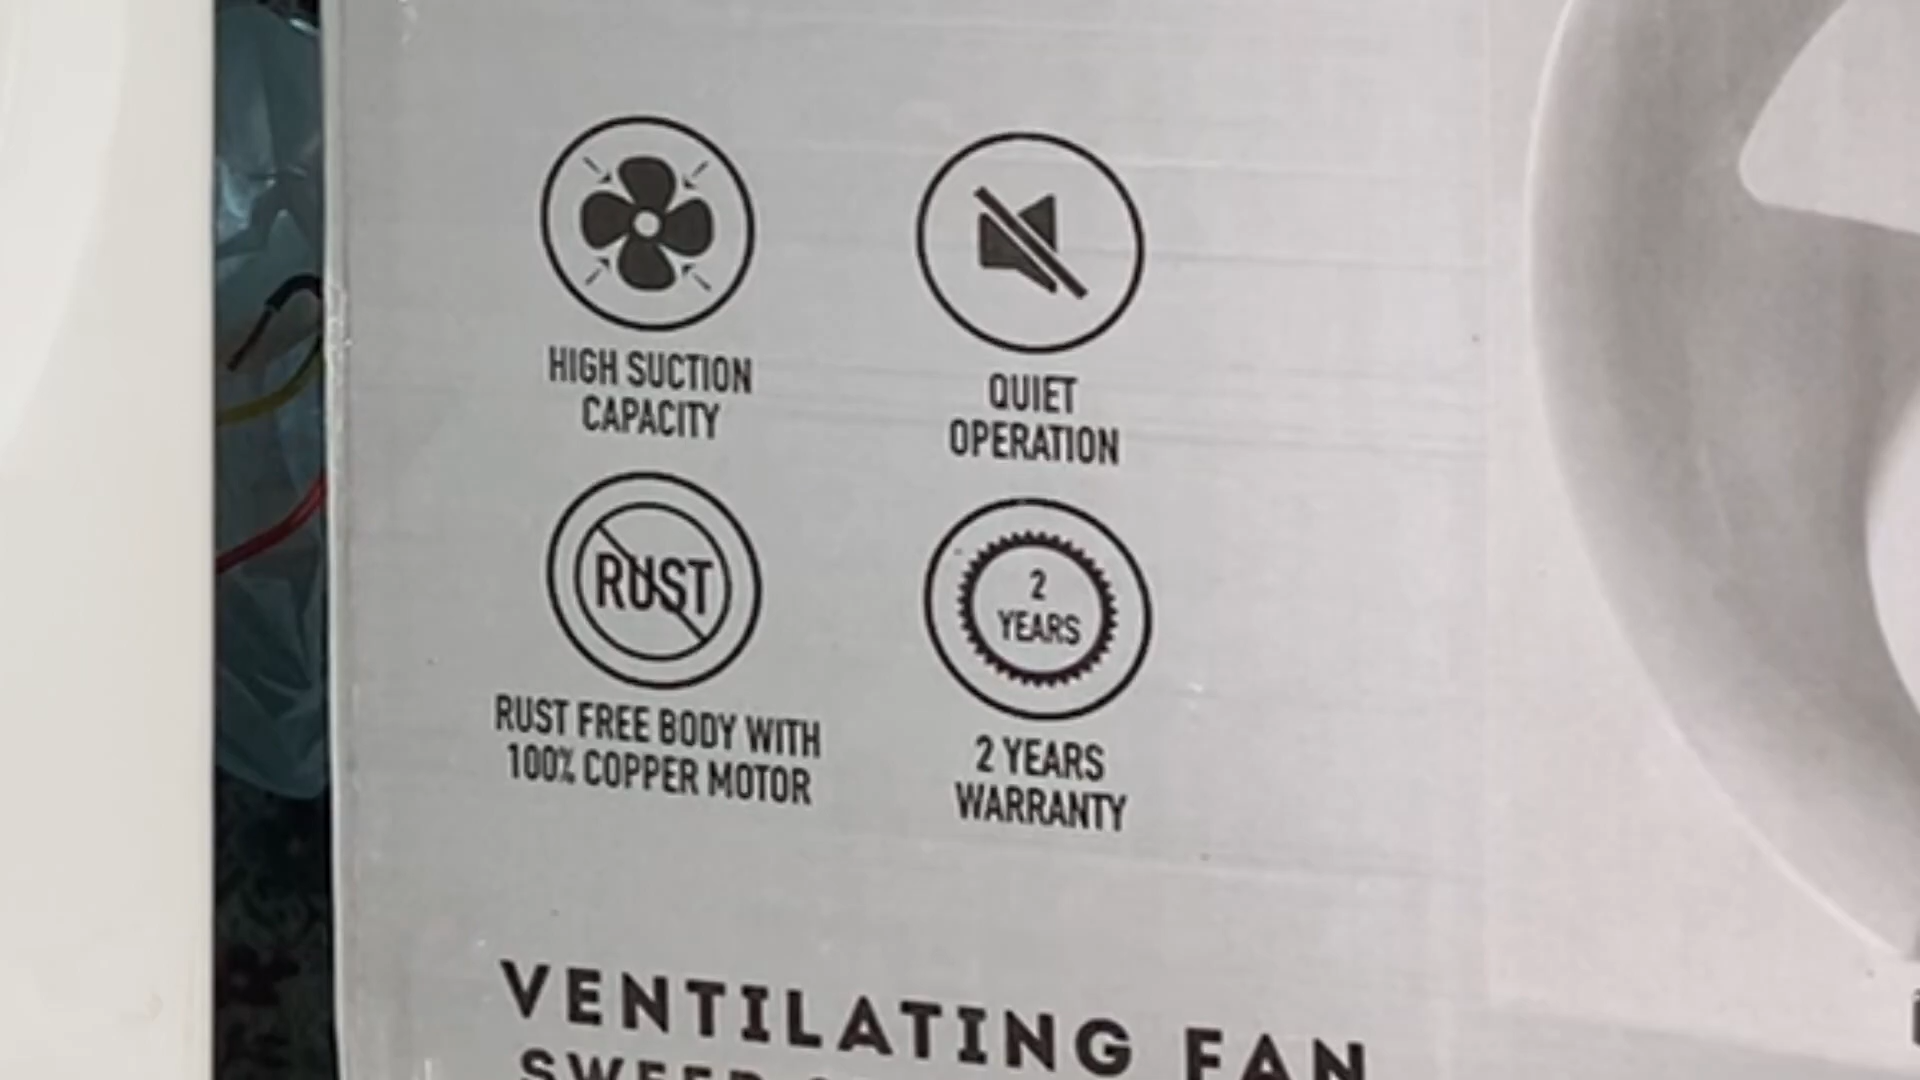 HIGH SUCTION
CAPACITY
QUIET
OPERATION
RUST
RUST FREE BODY WITH
100% COPPER MOTOR
2
YEARS
2 YEARS
WARRANTY
VENTILATING FAN
SWEEP